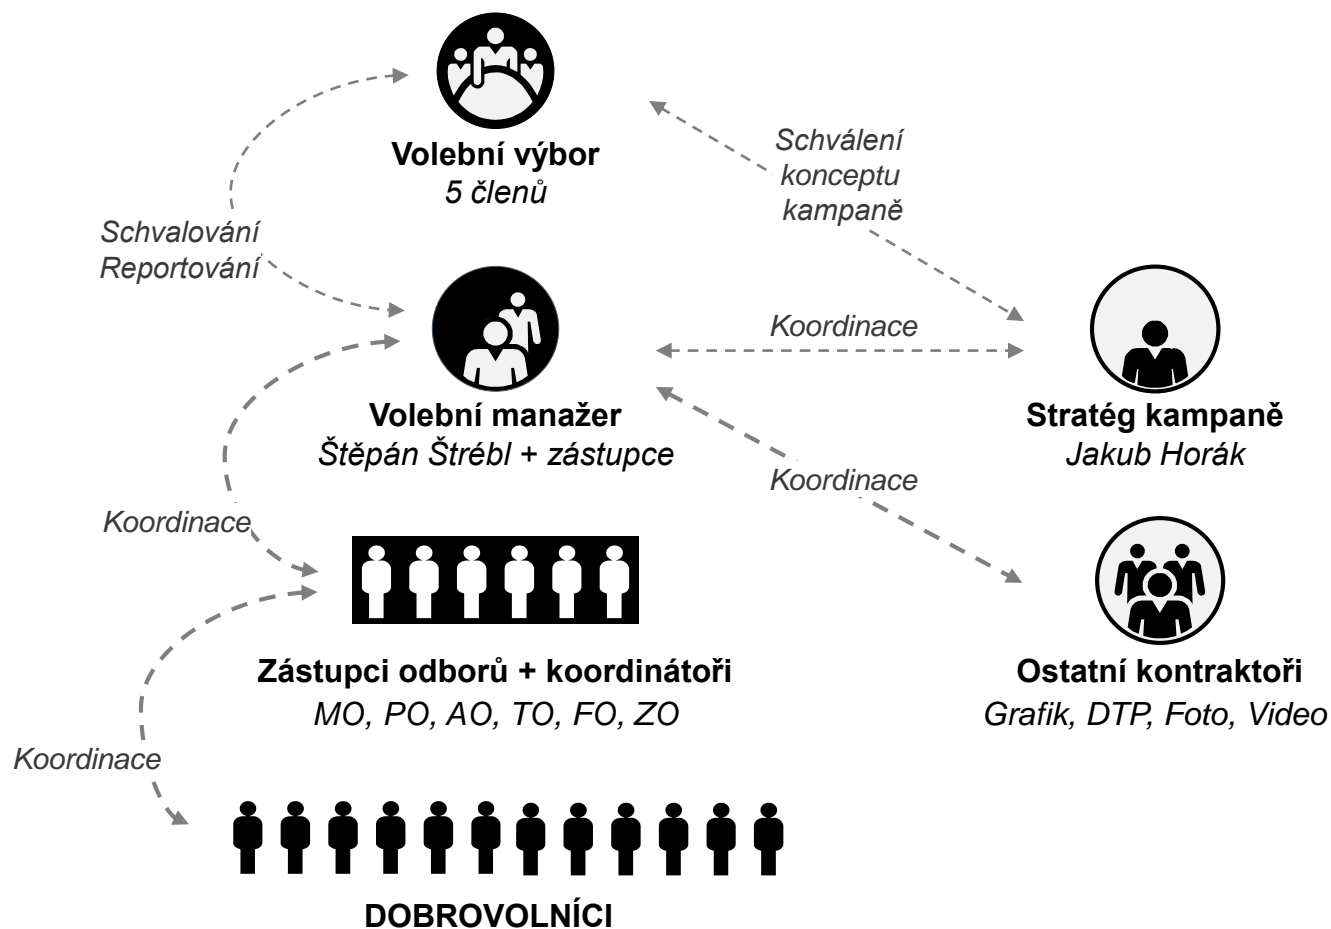 Volební výbor
5 členů
Schválení
konceptu
kampaně
Schvalování
Reportování
Koordinace
Volební manažer
Štěpán Štrébl + zástupce
Stratég kampaně
Jakub Horák
Koordinace
Koordinace
Zástupci odborů + koordinátoři
MO, PO, AO, TO, FO, ZO
Ostatní kontraktoři
Grafik, DTP, Foto, Video
Koordinace
DOBROVOLNÍCI